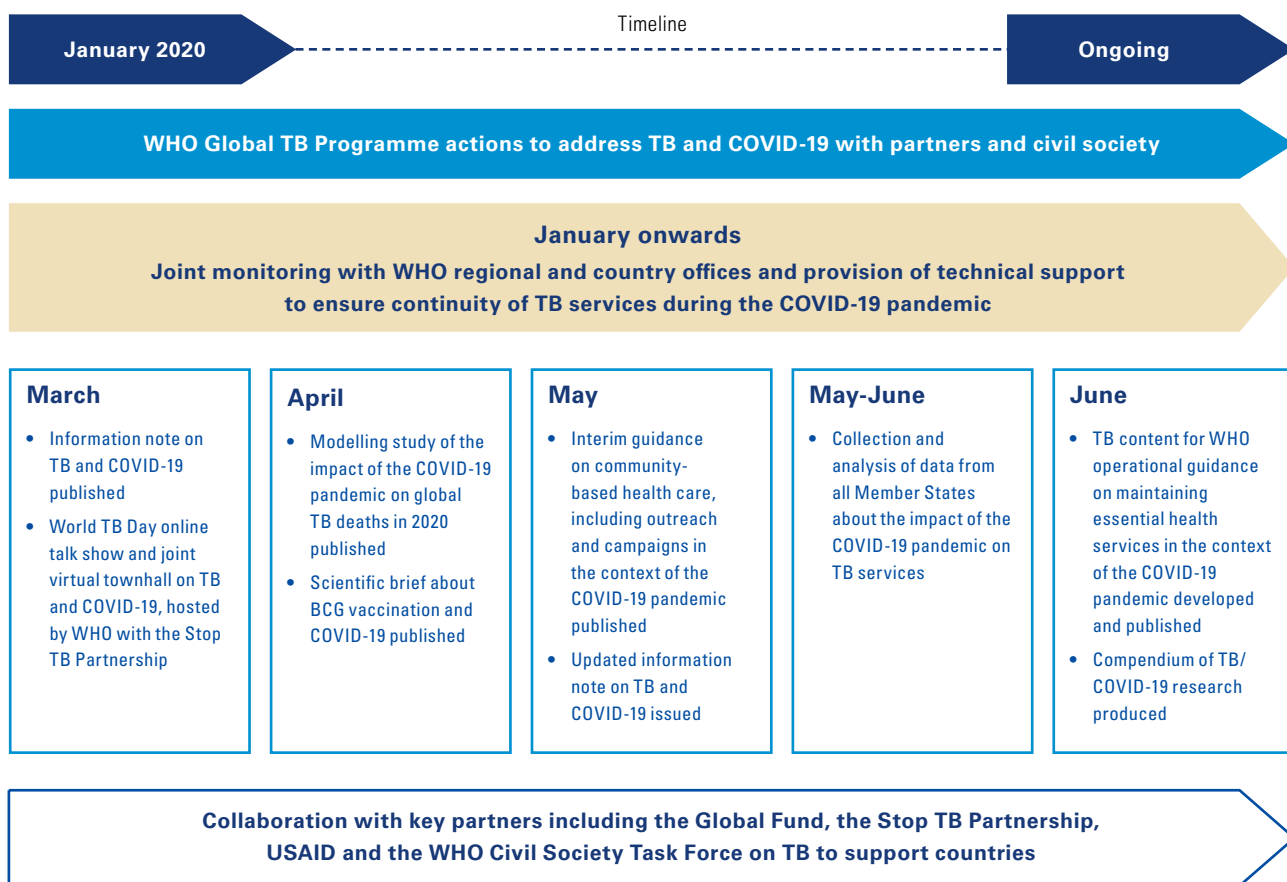 Timeline
January 2020
Ongoing
WHO Global TB Programme actions to address TB and COVID-19 with partners and civil society
January onwards
Joint monitoring with WHO regional and country offices and provision of technical support
to ensure continuity of TB services during the COVID-19 pandemic
March
• Information note on
TB and COVID-19
published
• World TB Day online
talk show and joint
virtual townhall on TB
and COVID-19, hosted
by WHO with the Stop
TB Partnership
April
• Modelling study of the
impact of the COVID-19
pandemic on global
TB deaths in 2020
published
• Scientific brief about
BCG vaccination and
COVID-19 published
May
• Interim guidance
on community-
based health care,
including outreach
and campaigns in
the context of the
COVID-19 pandemic
published
• Updated information
note on TB and
COVID-19 issued
May-June
• Collection and
analysis of data from
all Member States
about the impact of the
COVID-19 pandemic on
TB services
June
• TB content for WHO
operational guidance
on maintaining
essential health
services in the context
of the COVID-19
pandemic developed
and published
• Compendium of TB/
COVID-19 research
produced
Collaboration with key partners including the Global Fund, the Stop TB Partnership,
USAID and the WHO Civil Society Task Force on TB to support countries